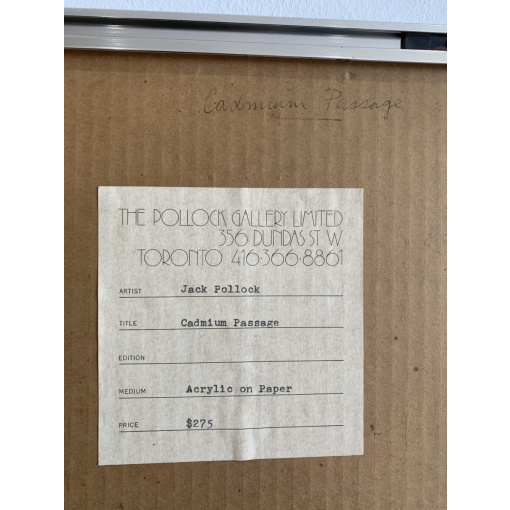 Cadmium Passage
THE POLLOCK GALLERY LIMITED
356 DUNDAS ST W
TORONTO 416·366·8861
ARTIST Jack Pollock
TITLE Cadmium Passage
EDITION
MEDIUM Acrylic on Paper
PRICE $275